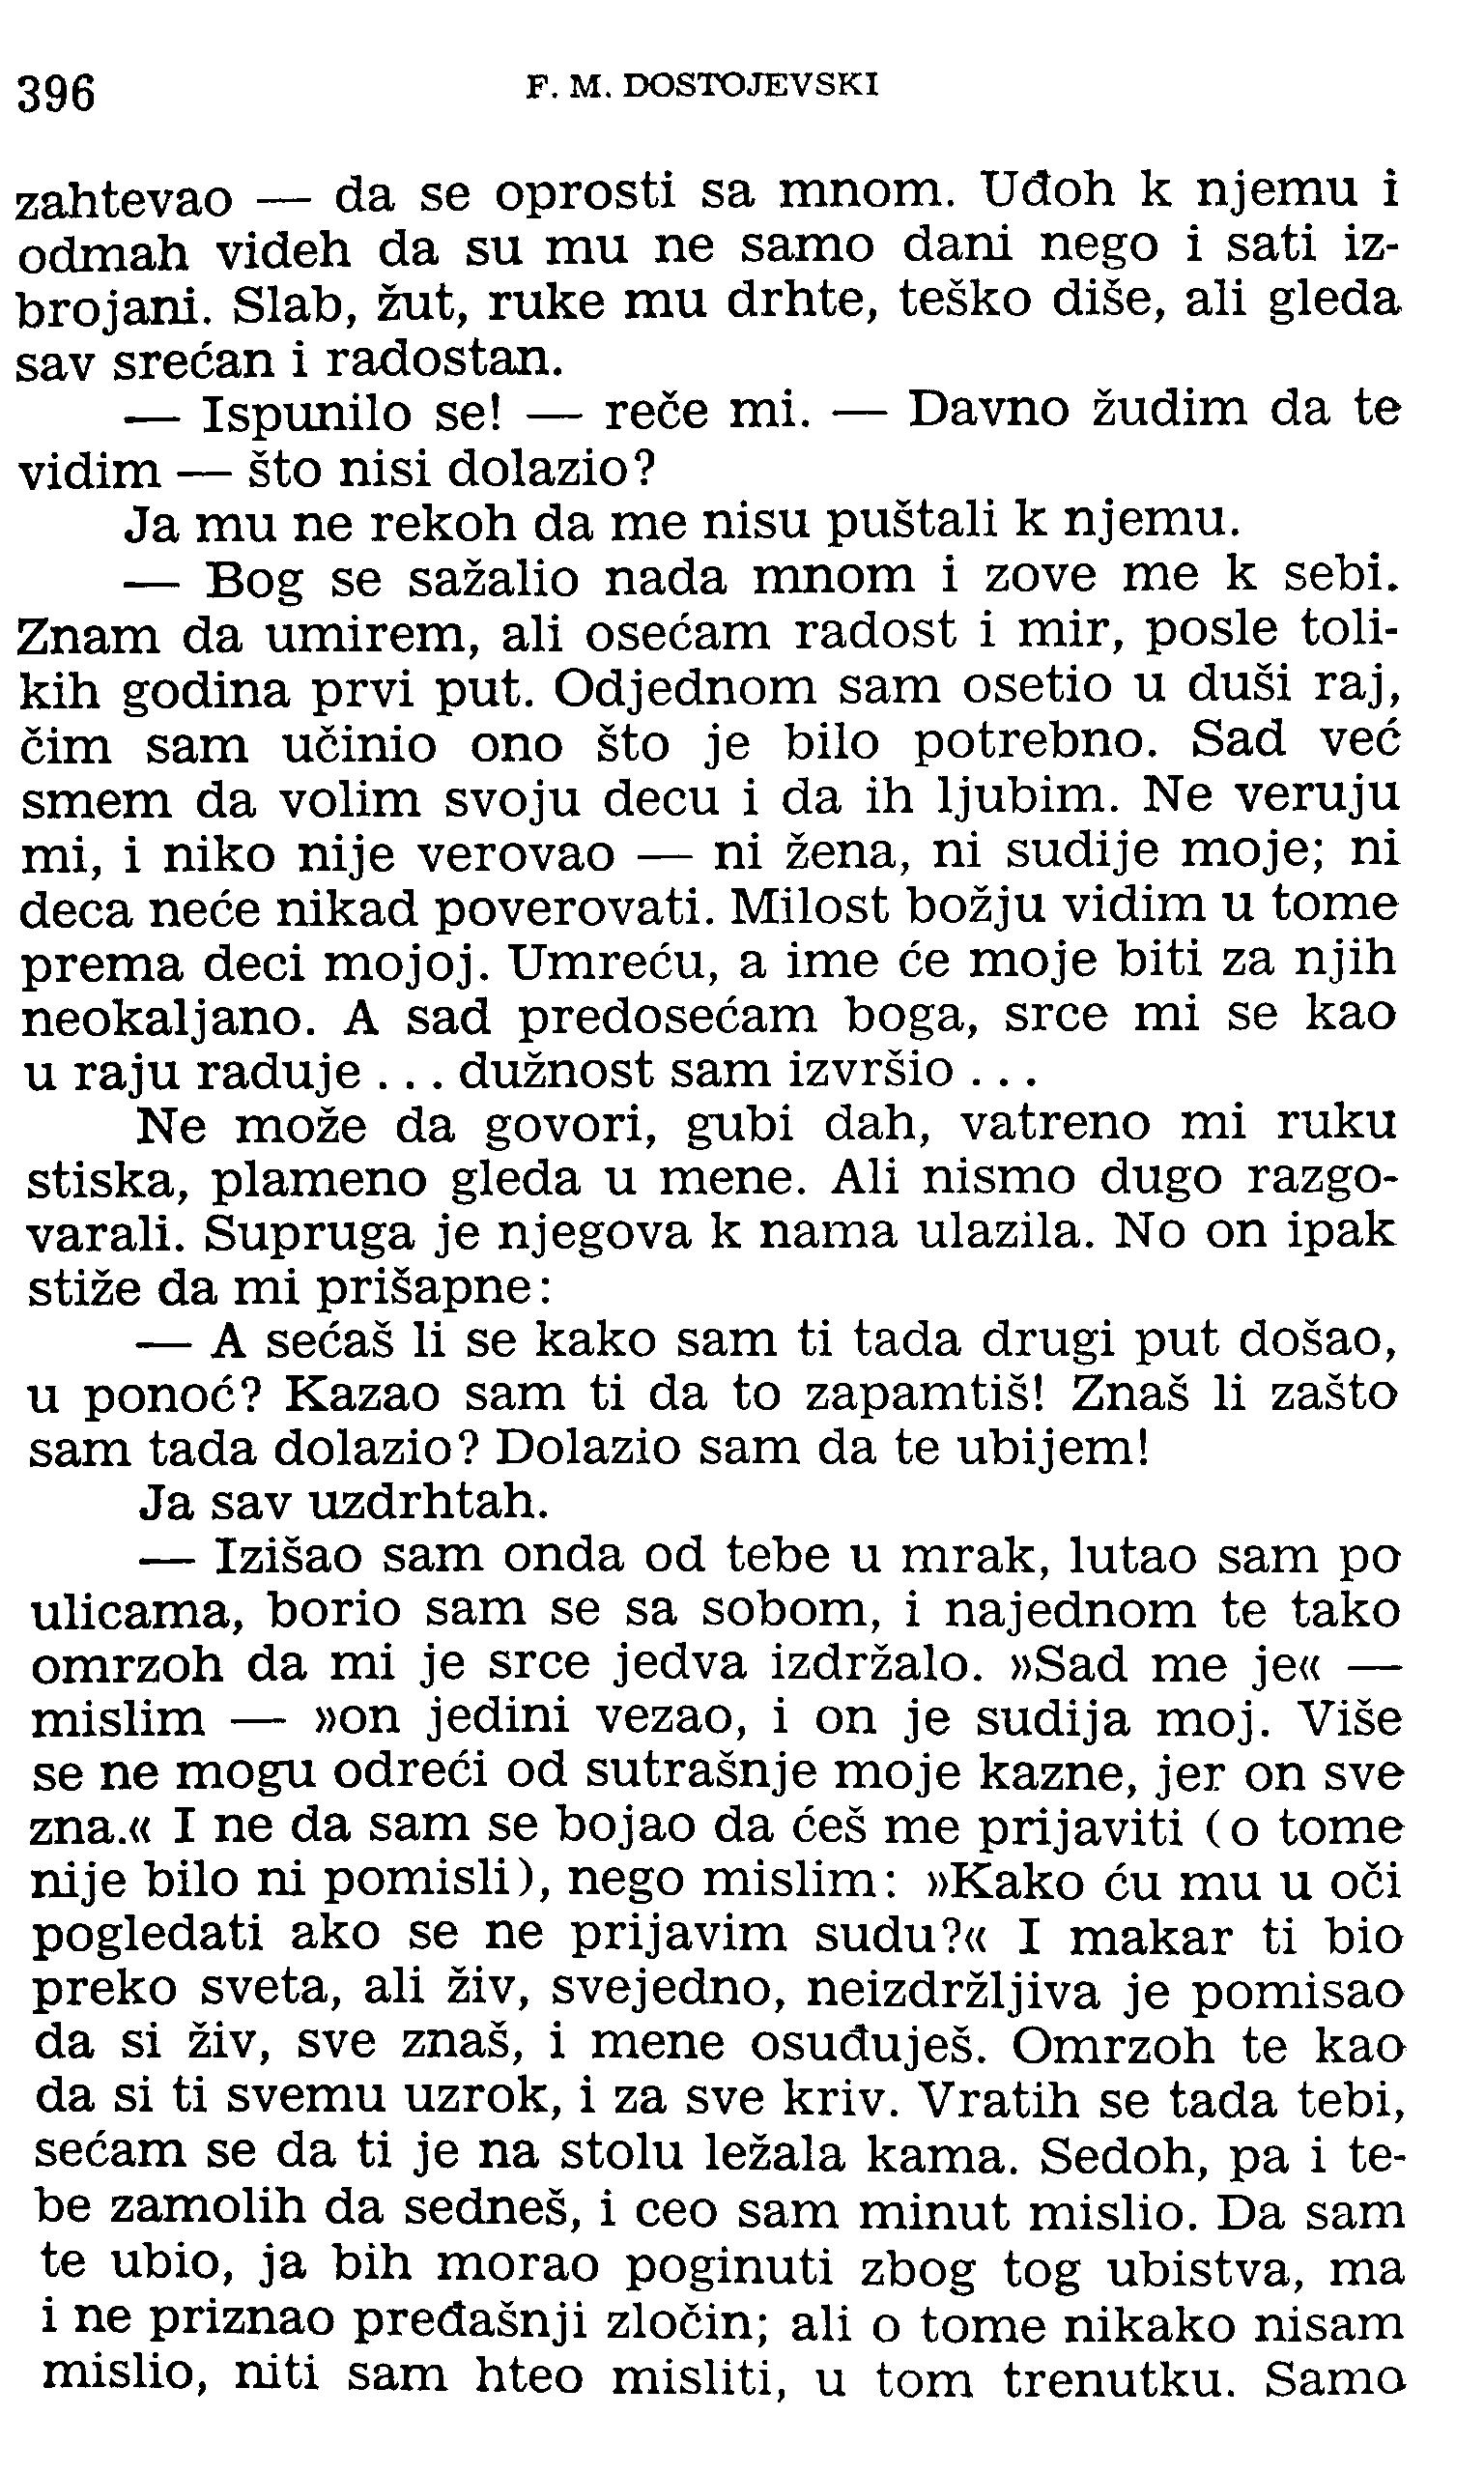 396
F. M. DOSTOJEVSKI
zahtevao — da se oprosti sa mnom. Uđoh k njemu i
odmah videh da su mu ne samo dani nego i sati iz-
brojani. Slab, žut, ruke mu drhte, teško diše, ali gleda
sav srećan i radostan.
— Ispunilo se! — reče mi. — Davno žudim da te
vidim — što nisi dolazio?
Ja mu ne rekoh da me nisu puštali k njemu.
— Bog se sažalio nada mnom i zove me k sebi.
Znam da umirem, ali osećam radost i mir, posle toli-
kih godina prvi put. Odjednom sam osetio u duši raj,
čim sam učinio ono što je bilo potrebno. Sad već
smem da volim svoju decu i da ih ljubim. Ne veruju
mi, i niko nije verovao — ni žena, ni sudije moje; ni
deca neće nikad poverovati. Milost božju vidim u tome
prema deci mojoj. Umreću, a ime će moje biti za njih
neokaljano. A sad predosećam boga, srce mi se kao
u raju raduje ... dužnost sam izvršio ...
Ne može da govori, gubi dah, vatreno mi ruku
stiska, plameno gleda u mene. Ali nismo dugo razgo-
varali. Supruga je njegova k nama ulazila. No on ipak
stiže da mi prišapne:
— A sećaš li se kako sam ti tada drugi put došao,
u ponoć? Kazao sam ti da to zapamtiš! Znaš li zašto
sam tada dolazio? Dolazio sam da te ubijem!
Ja sav uzdrhtah.
— Izišao sam onda od tebe u mrak, lutao sam po
ulicama, borio sam se sa sobom, i najednom te tako
omrzoh da mi je srce jedva izdržalo. »Sad me je« —
mislim — »on jedini vezao, i on je sudija moj. Više
se ne mogu odreći od sutrašnje moje kazne, jer on sve
zna.« I ne da sam se bojao da ćeš me prijaviti (o tome
nije bilo ni pomisli), nego mislim: »Kako ću mu u oči
pogledati ako se ne prijavim sudu?« I makar ti bio
preko sveta, ali živ, svejedno, neizdržljiva je pomisao
da si živ, sve znaš, i mene osuđuješ. Omrzoh te kao
da si ti svemu uzrok, i za sve kriv. Vratih se tada tebi,
sećam se da ti je na stolu ležala kama. Sedoh, pa i te-
be zamolih da sedneš, i ceo sam minut mislio. Da sam
te ubio, ja bih morao poginuti zbog tog ubistva, ma
i ne priznao pređašnji zločin; ali o tome nikako nisam
mislio, niti sam hteo misliti, u tom trenutku. Samo